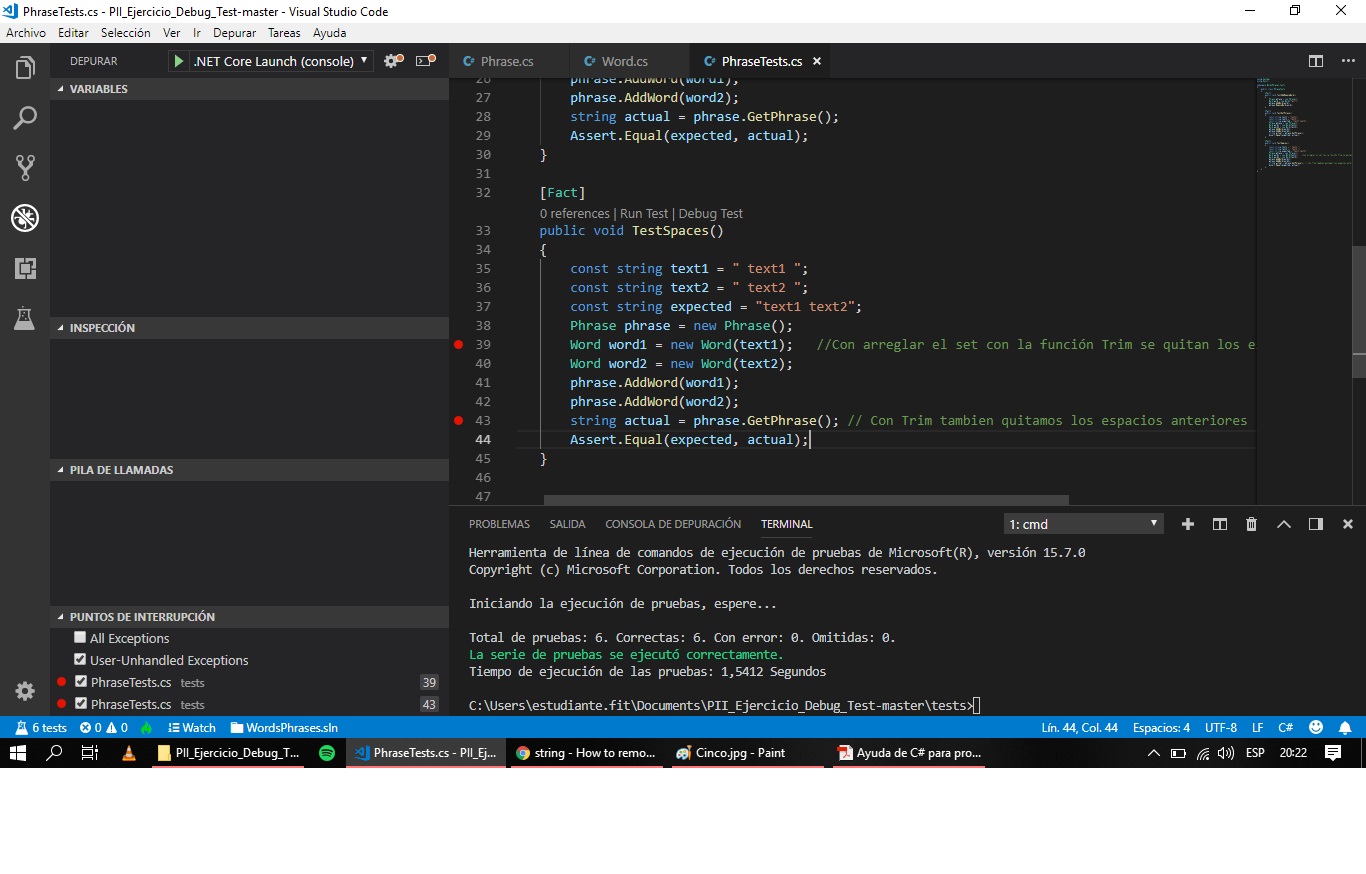 PhraseTests.cs - PII_Ejercicio_Debug_Test-master - Visual Studio Code
Archivo Editar Selección Ver Ir Depurar Tareas Ayuda
DEPURAR .NET Core Launch (console)
Phrase.cs Word.cs PhraseTests.cs
VARIABLES
INSPECCIÓN
PILA DE LLAMADAS
PUNTOS DE INTERRUPCIÓN
All Exceptions
User-Unhandled Exceptions
PhraseTests.cs tests 39
PhraseTests.cs tests 43
26 phrase.AddWord(word1);
27 phrase.AddWord(word2);
28 string actual = phrase.GetPhrase();
29 Assert.Equal(expected, actual);
30 }
31
32 [Fact]
0 references | Run Test | Debug Test
33 public void TestSpaces()
34 {
35 const string text1 = " text1 ";
36 const string text2 = " text2 ";
37 const string expected = "text1 text2";
38 Phrase phrase = new Phrase();
39 Word word1 = new Word(text1); //Con arreglar el set con la función Trim se quitan los e
40 Word word2 = new Word(text2);
41 phrase.AddWord(word1);
42 phrase.AddWord(word2);
43 string actual = phrase.GetPhrase(); // Con Trim tambien quitamos los espacios anteriores
44 Assert.Equal(expected, actual);
45 }
46
47
PROBLEMAS SALIDA CONSOLA DE DEPURACIÓN TERMINAL 1: cmd
Herramienta de línea de comandos de ejecución de pruebas de Microsoft(R), versión 15.7.0
Copyright (c) Microsoft Corporation. Todos los derechos reservados.
Iniciando la ejecución de pruebas, espere...
Total de pruebas: 6. Correctas: 6. Con error: 0. Omitidas: 0.
La serie de pruebas se ejecutó correctamente.
Tiempo de ejecución de las pruebas: 1,5412 Segundos
C:\Users\estudiante.fit\Documents\PII_Ejercicio_Debug_Test-master\tests>
6 tests 0 0 Watch WordsPhrases.sln Lín. 44, Col. 44 Espacios: 4 UTF-8 LF C#
PII_Ejercicio_Debug_T... PhraseTests.cs - PII_Ej... string - How to remo... Cinco.jpg - Paint Ayuda de C# para pro... ESP 20:22